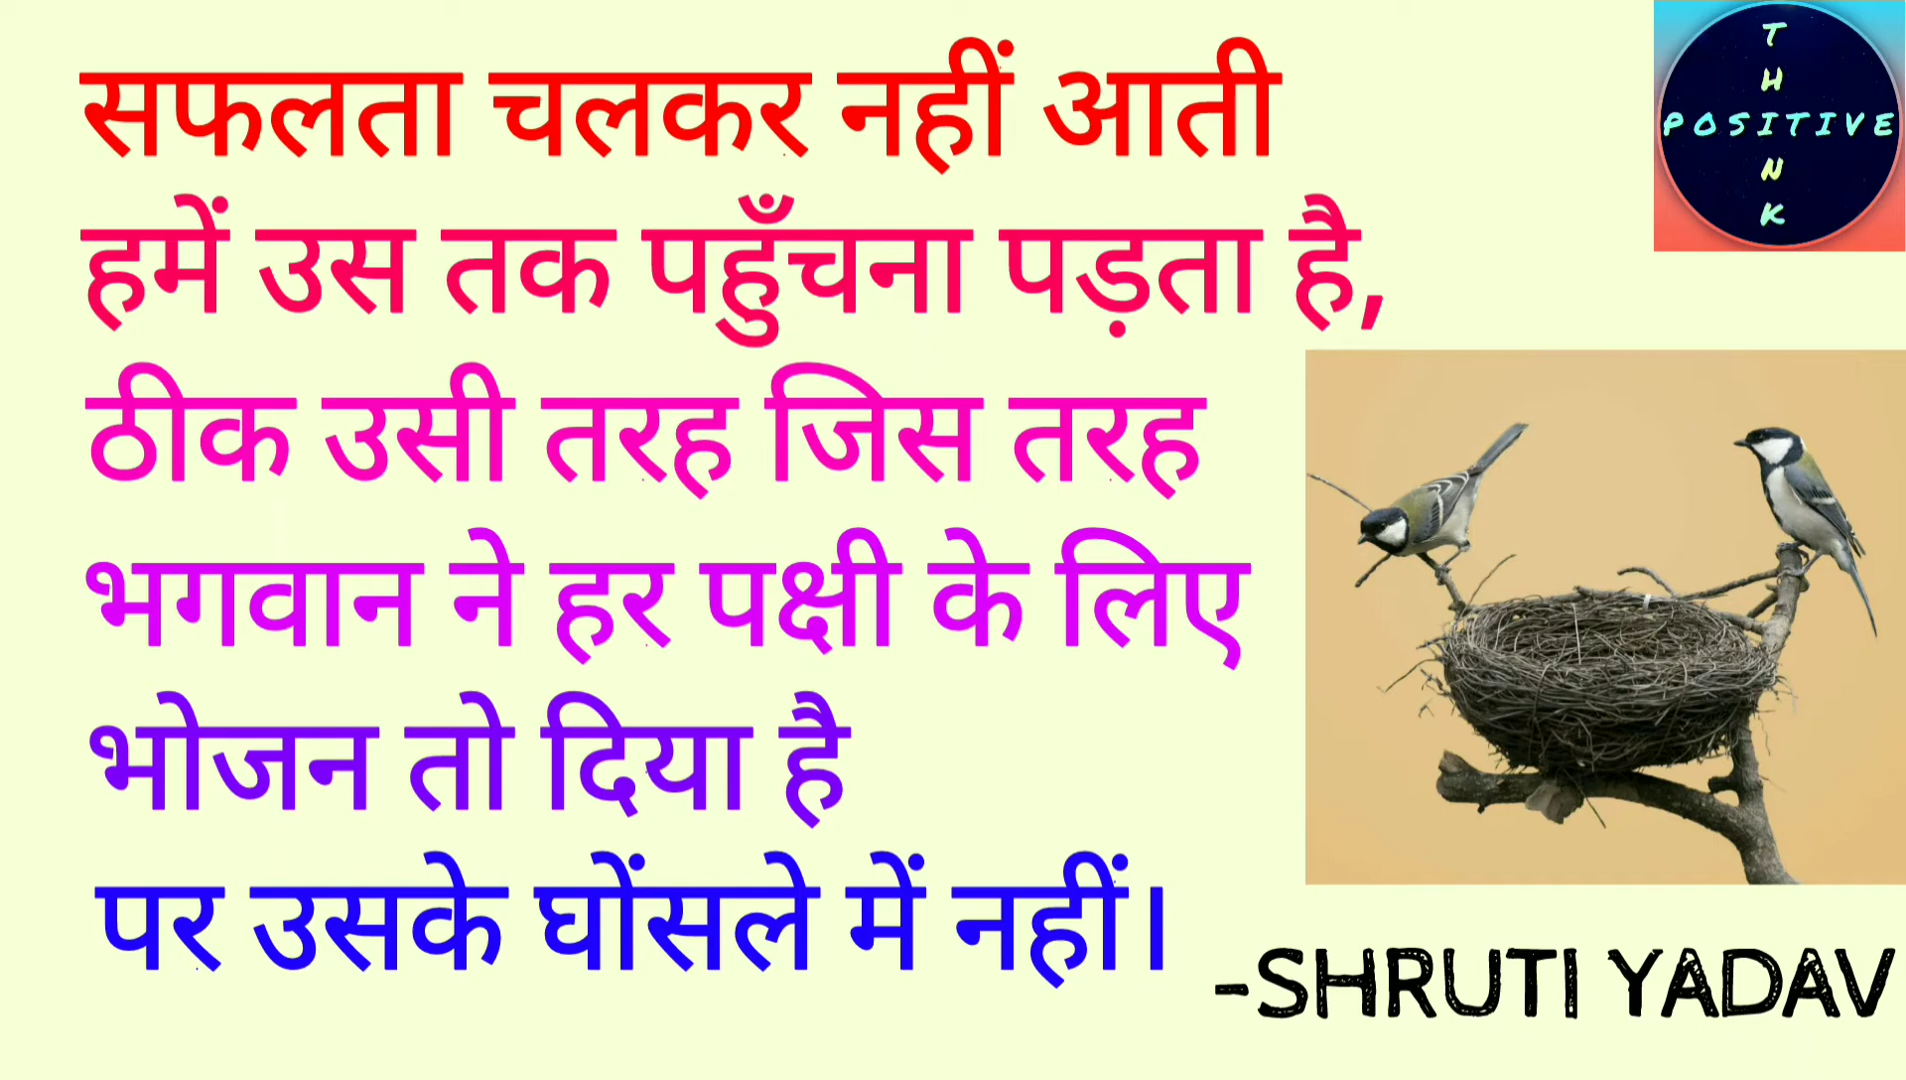 सफलता चलकर नहीं आती
हमें उस तक पहुँचना पड़ता है,
ठीक उसी तरह जिस तरह
भगवान ने हर पक्षी के लिए
भोजन तो दिया है
पर उसके घोंसले में नहीं।
-SHRUTI YADAV
THINK
POSITIVE